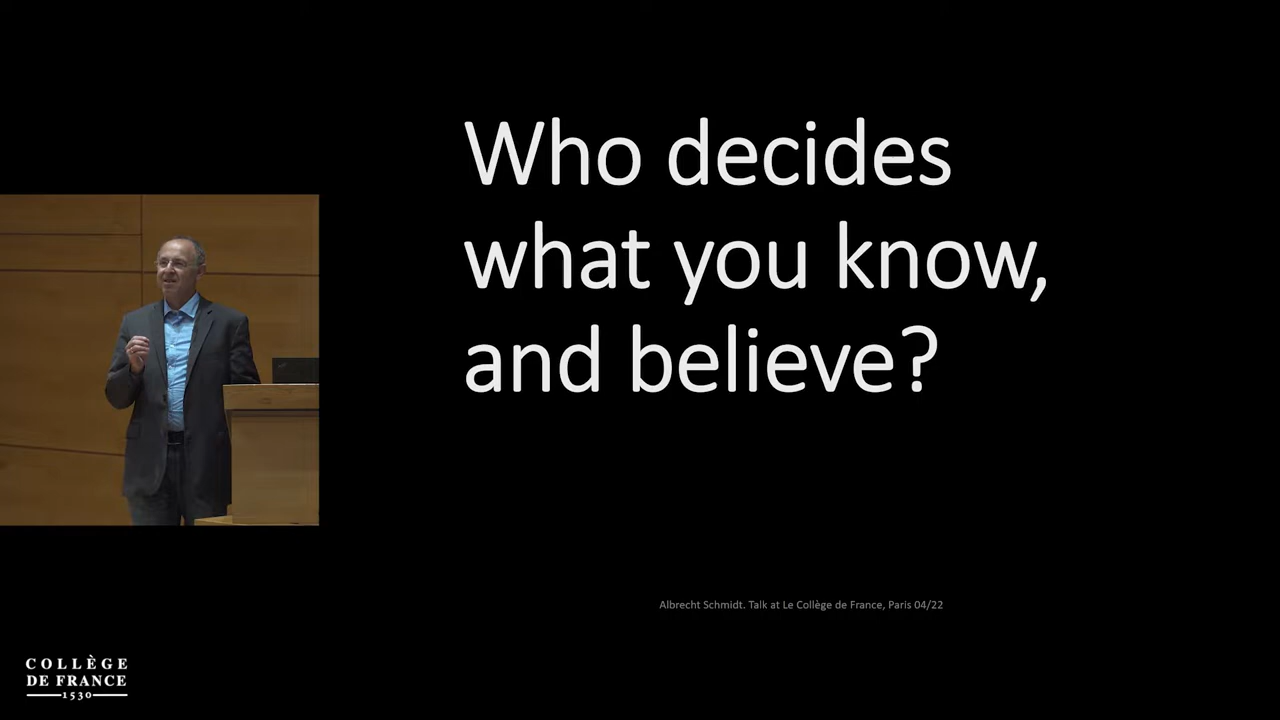 Who decides
what you know,
and believe?
Albrecht Schmidt. Talk at Le Collège de France, Paris 04/22
COLLÈGE
DE FRANCE
1530